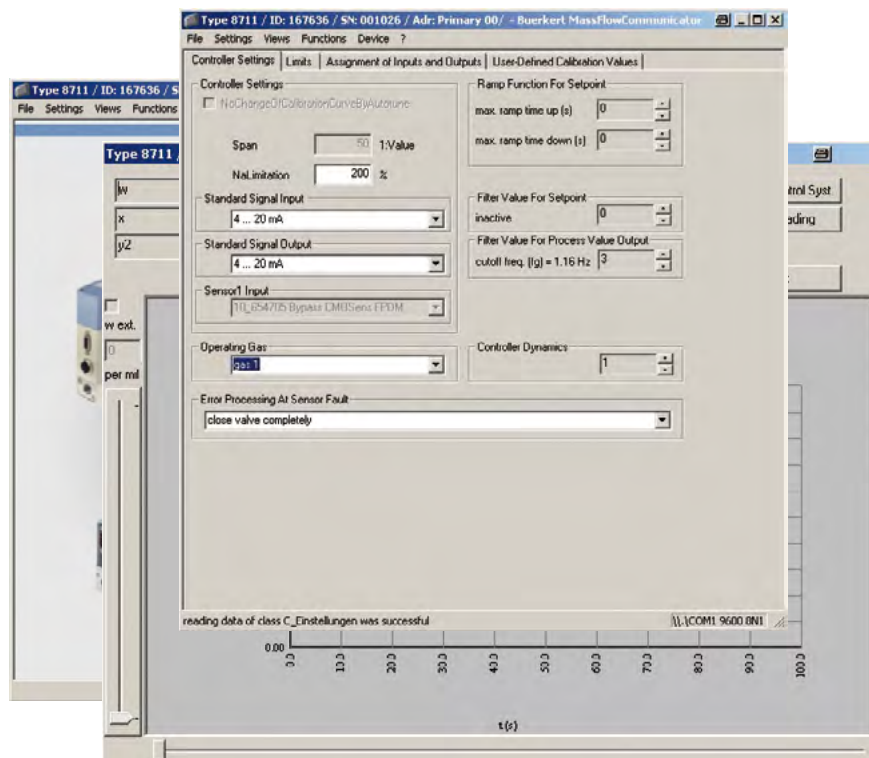 Type 8711 / ID: 167636 / SN: 001026 / Adr: Primary 00/ - Buerkert MassFlowCommunicator
File Settings Views Functions Device ?
Controller Settings Limits Assignment of Inputs and Outputs User-Defined Calibration Values
Controller Settings
NoChangeOfCalibrationCurveByAutotune
Span 50 1:Value
NaLimitation 200 %
Standard Signal Input
4 ... 20 mA
Standard Signal Output
4 ... 20 mA
Sensor1 Input
10_654705 Bypass CMOSens FPDM
Operating Gas
gas 1
Error Processing At Sensor Fault
close valve completely
Ramp Function For Setpoint
max. ramp time up (s) 0
max. ramp time down (s) 0
Filter Value For Setpoint
inactive 0
Filter Value For Process Value Output
cutoff freq. (fg) = 1.16 Hz 3
Controller Dynamics
1
reading data of class C_Einstellungen was successful
\\.\COM1 9600 8N1
Type 8711 / ID: 167636 / S
File Settings Views Functions
Type 8711 /
w
x
y2
w ext.
0
per mil
ntrol Syst.
ading
0.00
0.0 10.0 20.0 30.0 40.0 50.0 60.0 70.0 80.0 90.0 100.0
t(s)